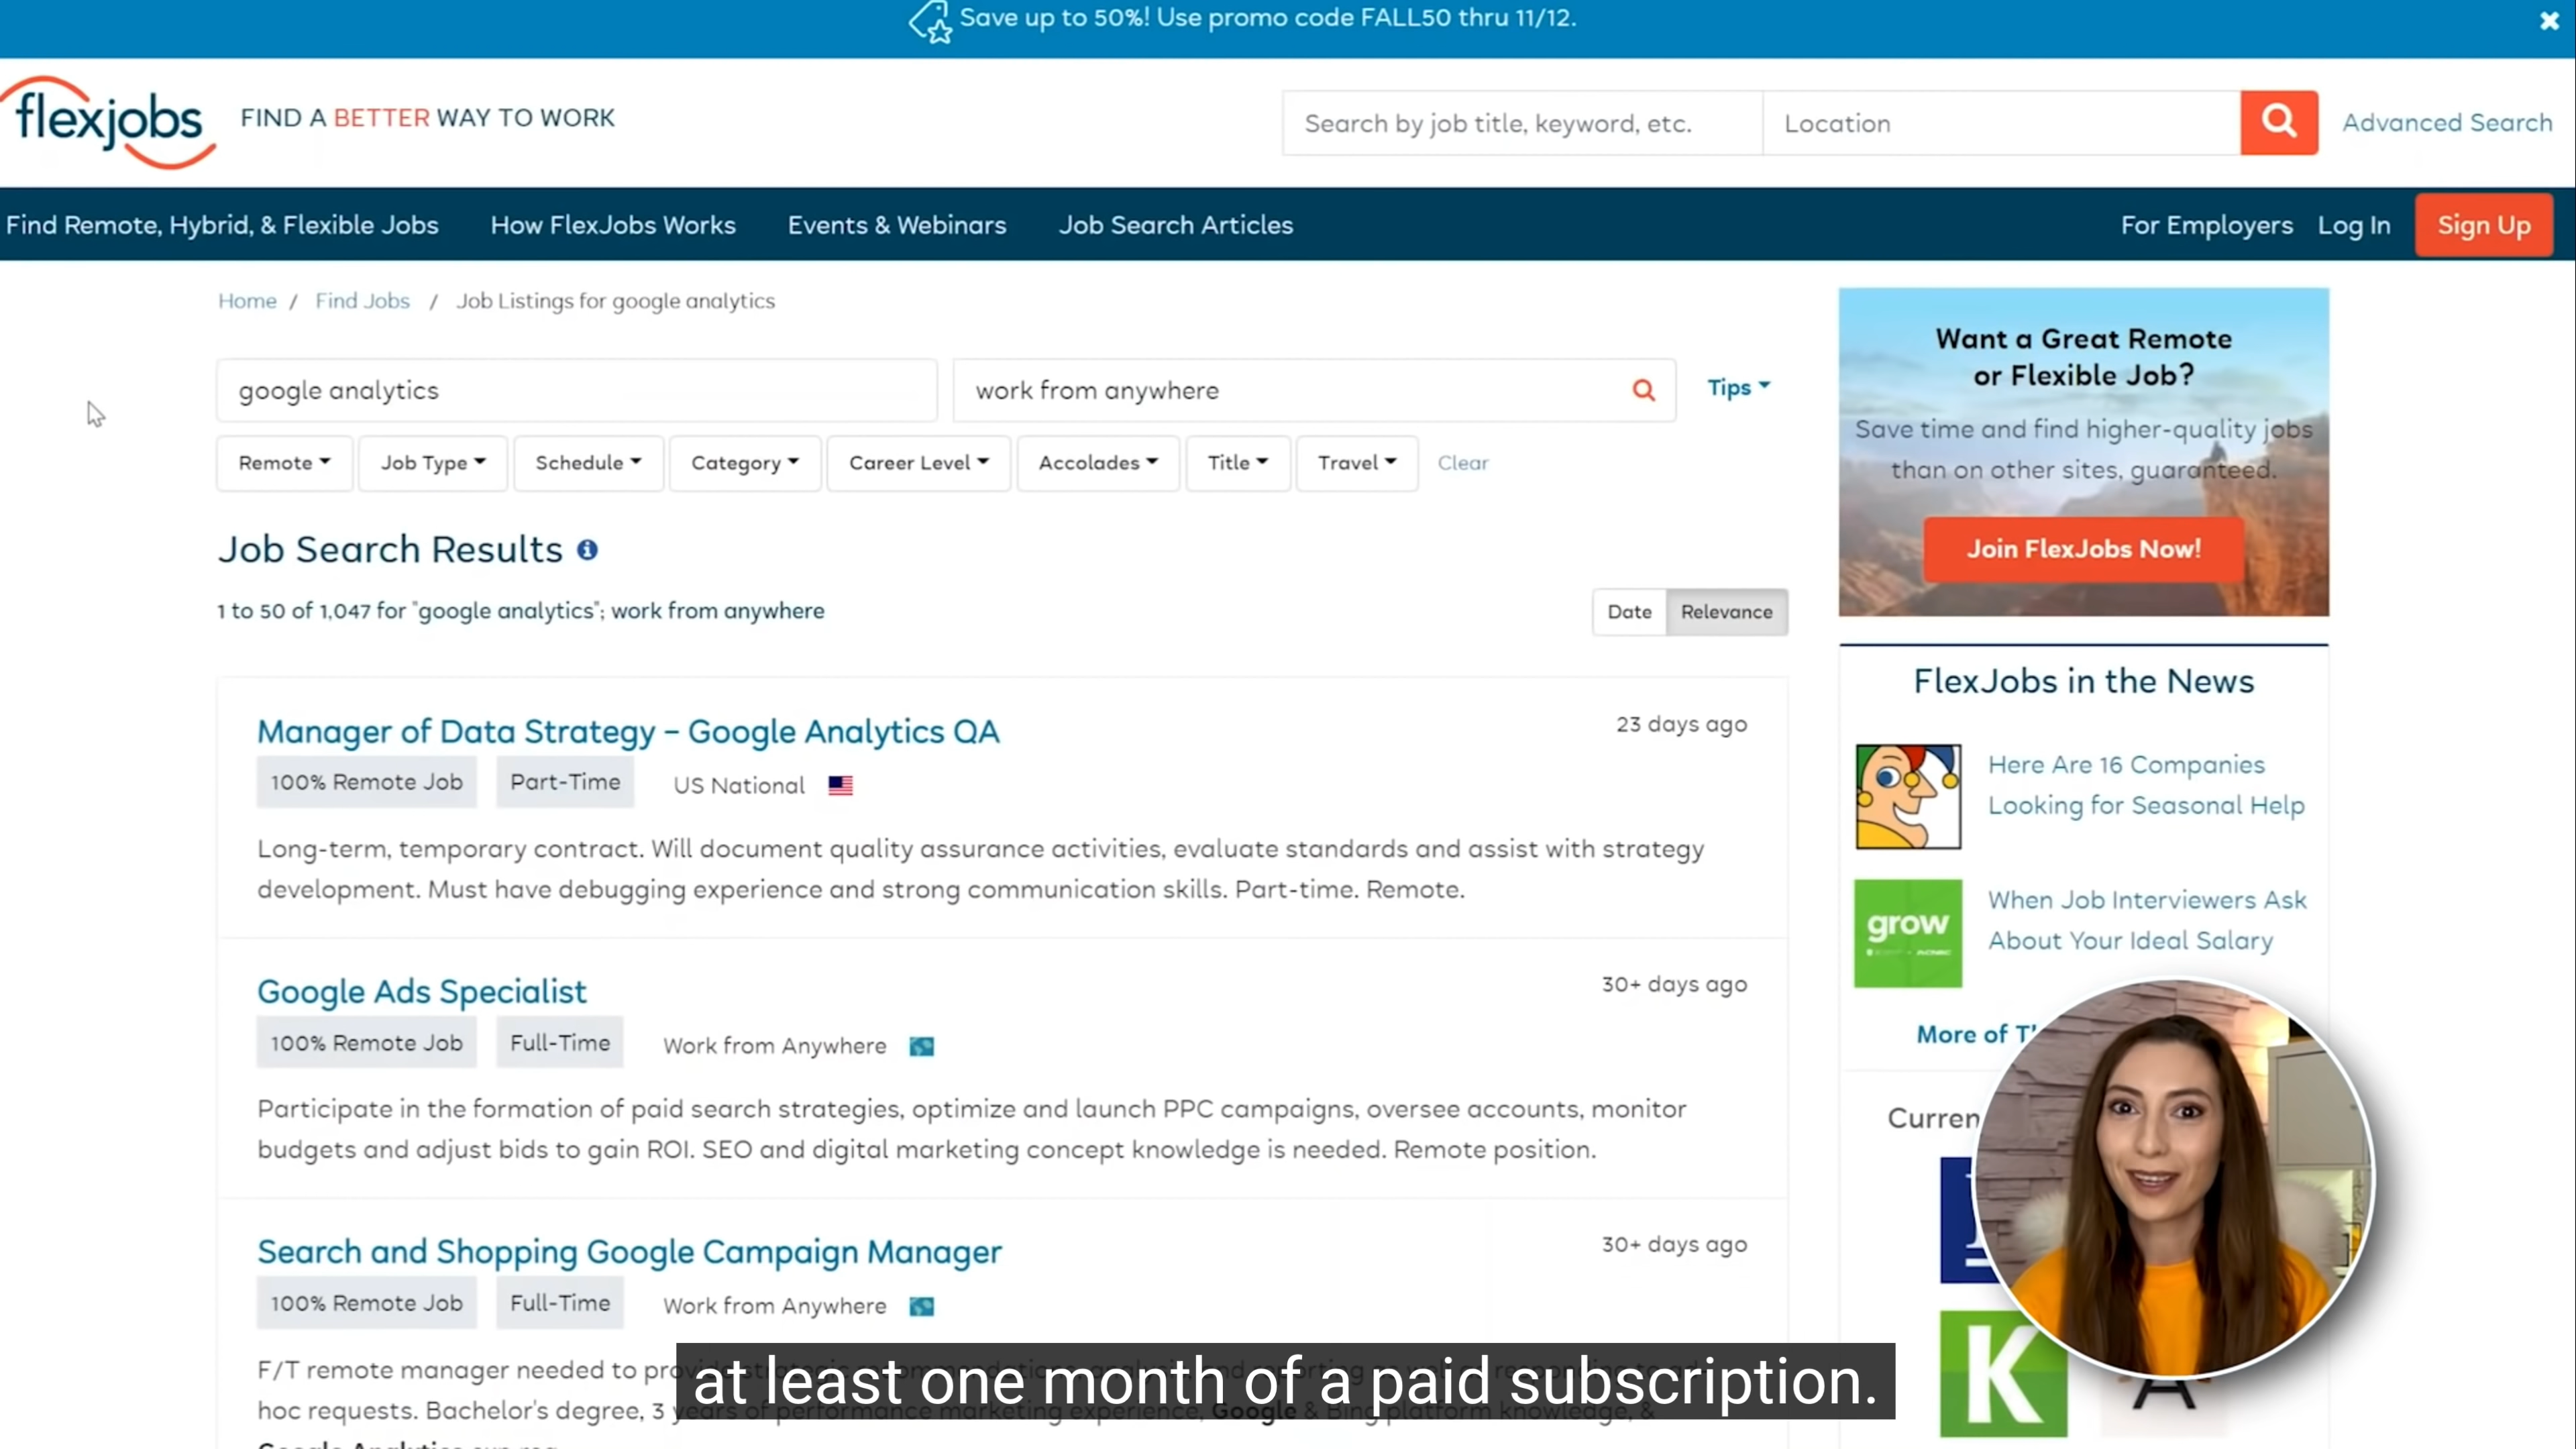 Save up to 50%! Use promo code FALL50 thru 11/12.
flexjobs
FIND A BETTER WAY TO WORK
Search by job title, keyword, etc.
Location
Advanced Search
Find Remote, Hybrid, & Flexible Jobs
How FlexJobs Works
Events & Webinars
Job Search Articles
For Employers
Log In
Sign Up
Home / Find Jobs / Job Listings for google analytics
google analytics
work from anywhere
Tips
Remote
Job Type
Schedule
Category
Career Level
Accolades
Title
Travel
Clear
Job Search Results
1 to 50 of 1,047 for "google analytics"; work from anywhere
Date
Relevance
Manager of Data Strategy – Google Analytics QA
23 days ago
100% Remote Job
Part-Time
US National
Long-term, temporary contract. Will document quality assurance activities, evaluate standards and assist with strategy
development. Must have debugging experience and strong communication skills. Part-time. Remote.
Google Ads Specialist
30+ days ago
100% Remote Job
Full-Time
Work from Anywhere
Participate in the formation of paid search strategies, optimize and launch PPC campaigns, oversee accounts, monitor
budgets and adjust bids to gain ROI. SEO and digital marketing concept knowledge is needed. Remote position.
Search and Shopping Google Campaign Manager
30+ days ago
100% Remote Job
Full-Time
Work from Anywhere
F/T remote manager needed to
hoc requests. Bachelor's degree, 3 years of performance marketing experience, Google & Bing platform knowledge, &
at least one month of a paid subscription.
Want a Great Remote
or Flexible Job?
Save time and find higher-quality jobs
than on other sites, guaranteed.
Join FlexJobs Now!
FlexJobs in the News
Here Are 16 Companies
Looking for Seasonal Help
grow
When Job Interviewers Ask
About Your Ideal Salary
More of
K